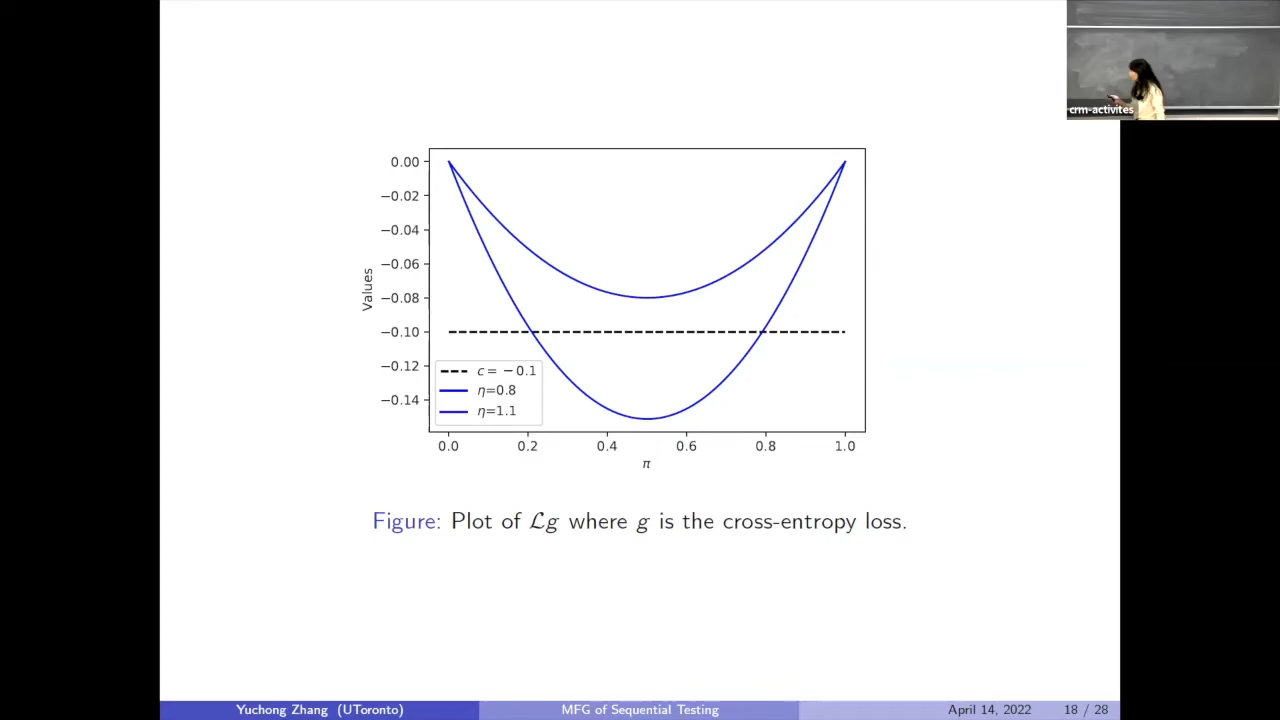 crm-activites
0.00
−0.02
−0.04
−0.06
−0.08
−0.10
−0.12
−0.14
Values
c = −0.1
η=0.8
η=1.1
0.0 0.2 0.4 0.6 0.8 1.0
π
Figure: Plot of ℒg where g is the cross-entropy loss.
Yuchong Zhang (UToronto) MFG of Sequential Testing April 14, 2022 18 / 28